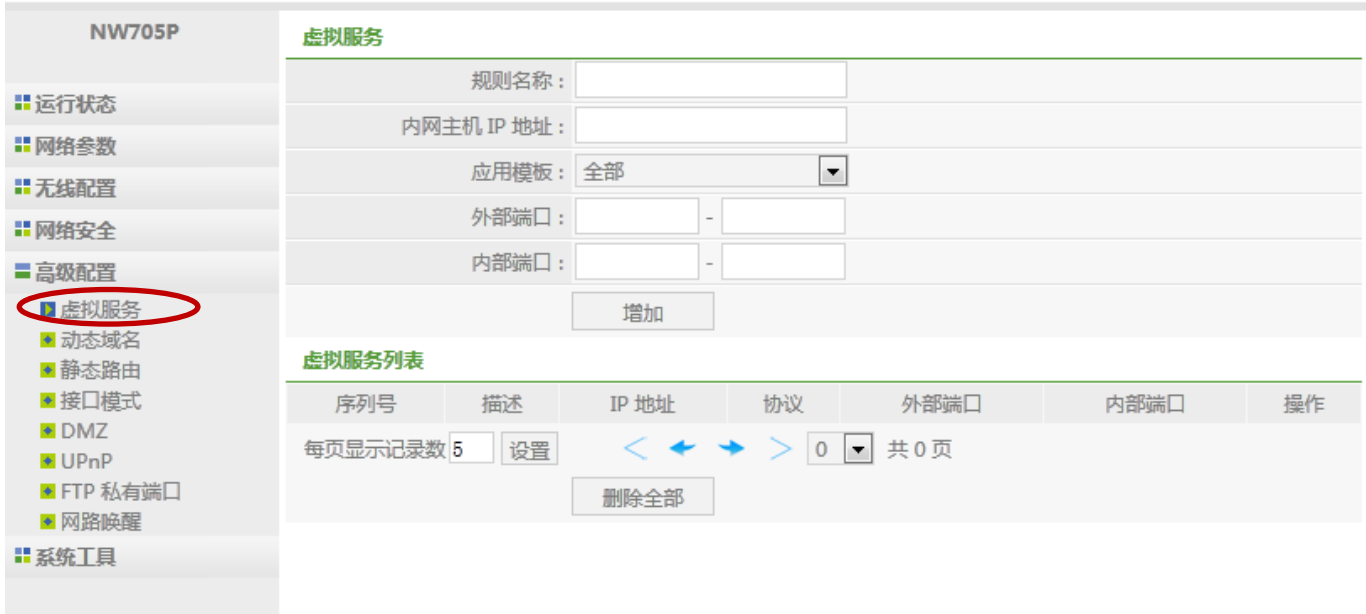 NW705P
运行状态
网络参数
无线配置
网络安全
高级配置
虚拟服务
动态域名
静态路由
接口模式
DMZ
UPnP
FTP 私有端口
网路唤醒
系统工具
虚拟服务
规则名称：
内网主机 IP 地址：
应用模板： 全部
外部端口： -
内部端口： -
增加
虚拟服务列表
序列号 描述 IP 地址 协议 外部端口 内部端口 操作
每页显示记录数 5 设置 0 共 0 页
删除全部